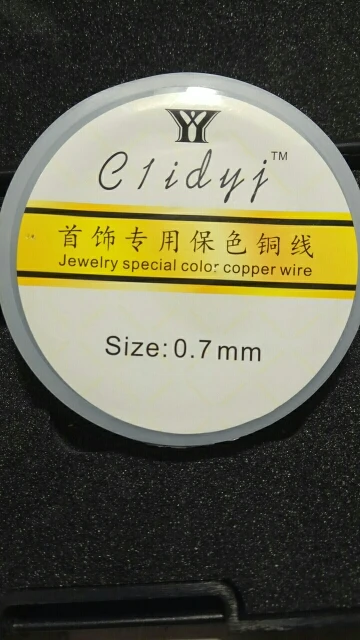 C1idyj™
首饰专用保色铜线
Jewelry special color copper wire
Size:0.7mm